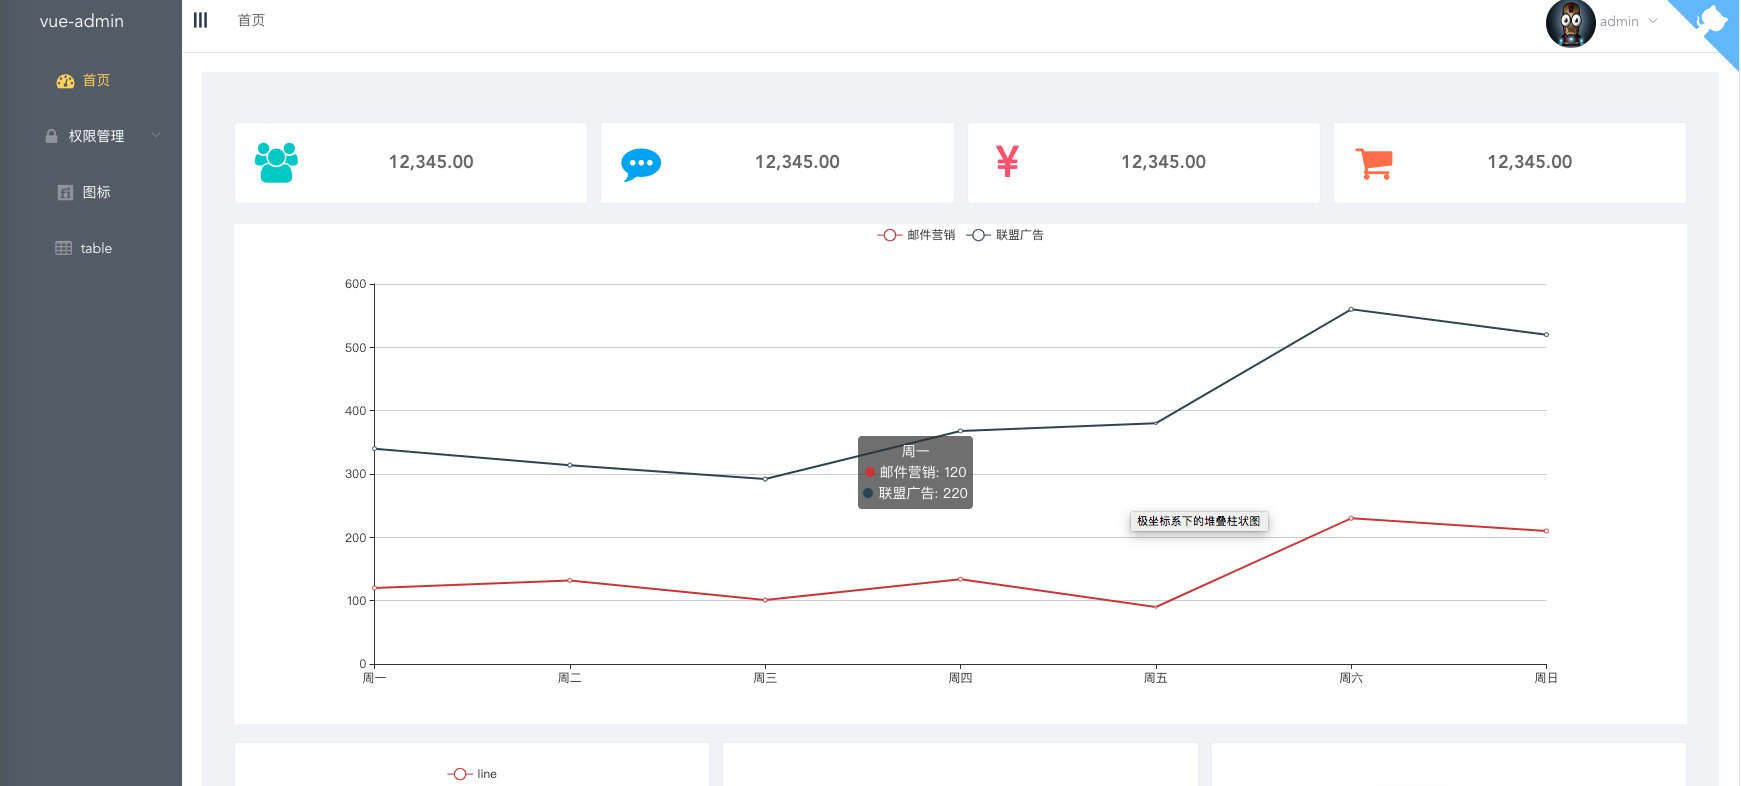 vue-admin
首页
权限管理
图标
table
首页
admin
12,345.00
12,345.00
¥
12,345.00
12,345.00
邮件营销 联盟广告
600
500
400
300
200
100
0
周一
邮件营销: 120
联盟广告: 220
极坐标系下的堆叠柱状图
周一 周二 周三 周四 周五 周六 周日
line